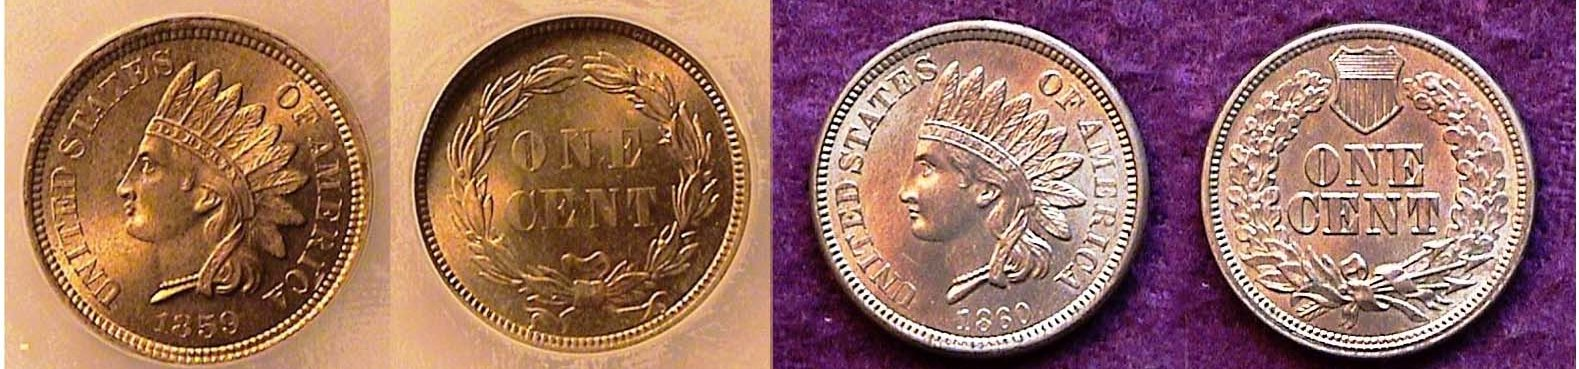 UNITED STATES OF AMERICA
1859
ONE
CENT
UNITED STATES OF AMERICA
1860
ONE
CENT